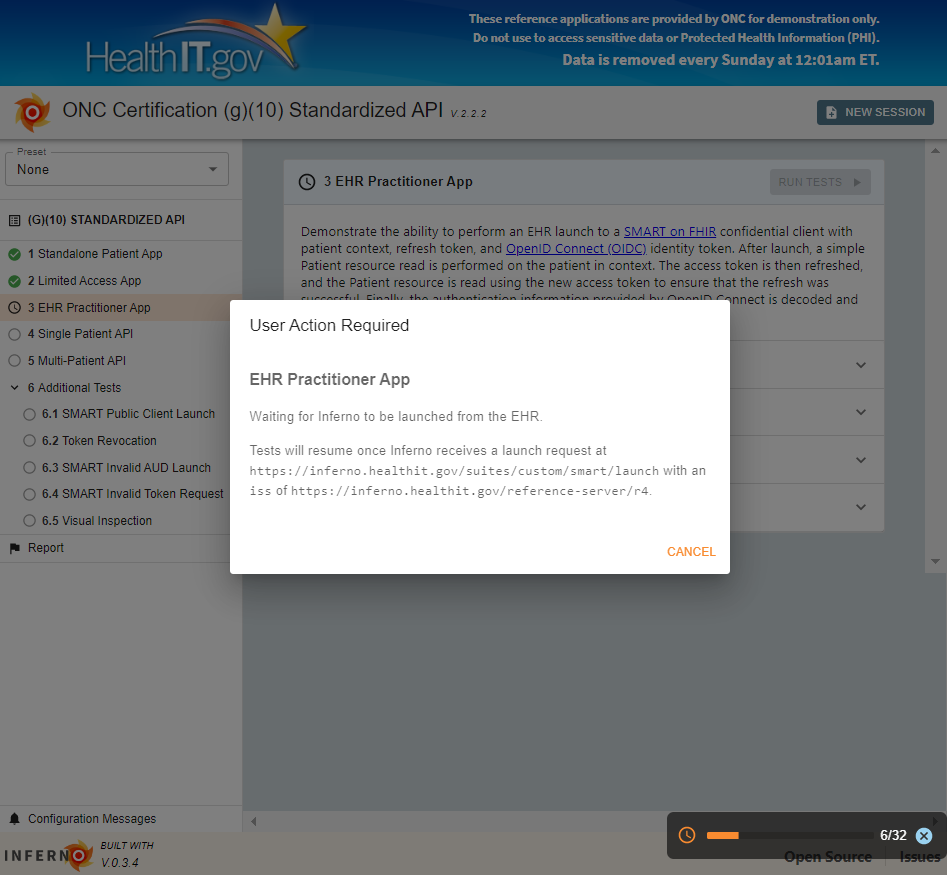 HealthIT.gov
These reference applications are provided by ONC for demonstration only.
Do not use to access sensitive data or Protected Health Information (PHI).
Data is removed every Sunday at 12:01am ET.
ONC Certification (g)(10) Standardized API V.2.2.2
NEW SESSION
Preset
None
(G)(10) STANDARDIZED API
1 Standalone Patient App
2 Limited Access App
3 EHR Practitioner App
4 Single Patient API
5 Multi-Patient API
6 Additional Tests
6.1 SMART Public Client Launch
6.2 Token Revocation
6.3 SMART Invalid AUD Launch
6.4 SMART Invalid Token Request
6.5 Visual Inspection
Report
3 EHR Practitioner App
RUN TESTS
Demonstrate the ability to perform an EHR launch to a SMART on FHIR confidential client with
patient context, refresh token, and OpenID Connect (OIDC) identity token. After launch, a simple
Patient resource read is performed on the patient in context. The access token is then refreshed,
and the Patient resource is read using the new access token to ensure that the refresh was
successful. Finally, the authentication information provided by OpenID Connect is decoded and
User Action Required
EHR Practitioner App
Waiting for Inferno to be launched from the EHR.
Tests will resume once Inferno receives a launch request at
https://inferno.healthit.gov/suites/custom/smart/launch with an
iss of https://inferno.healthit.gov/reference-server/r4.
CANCEL
Configuration Messages
INFERNO
BUILT WITH
V.0.3.4
6/32
Open Source
Issues